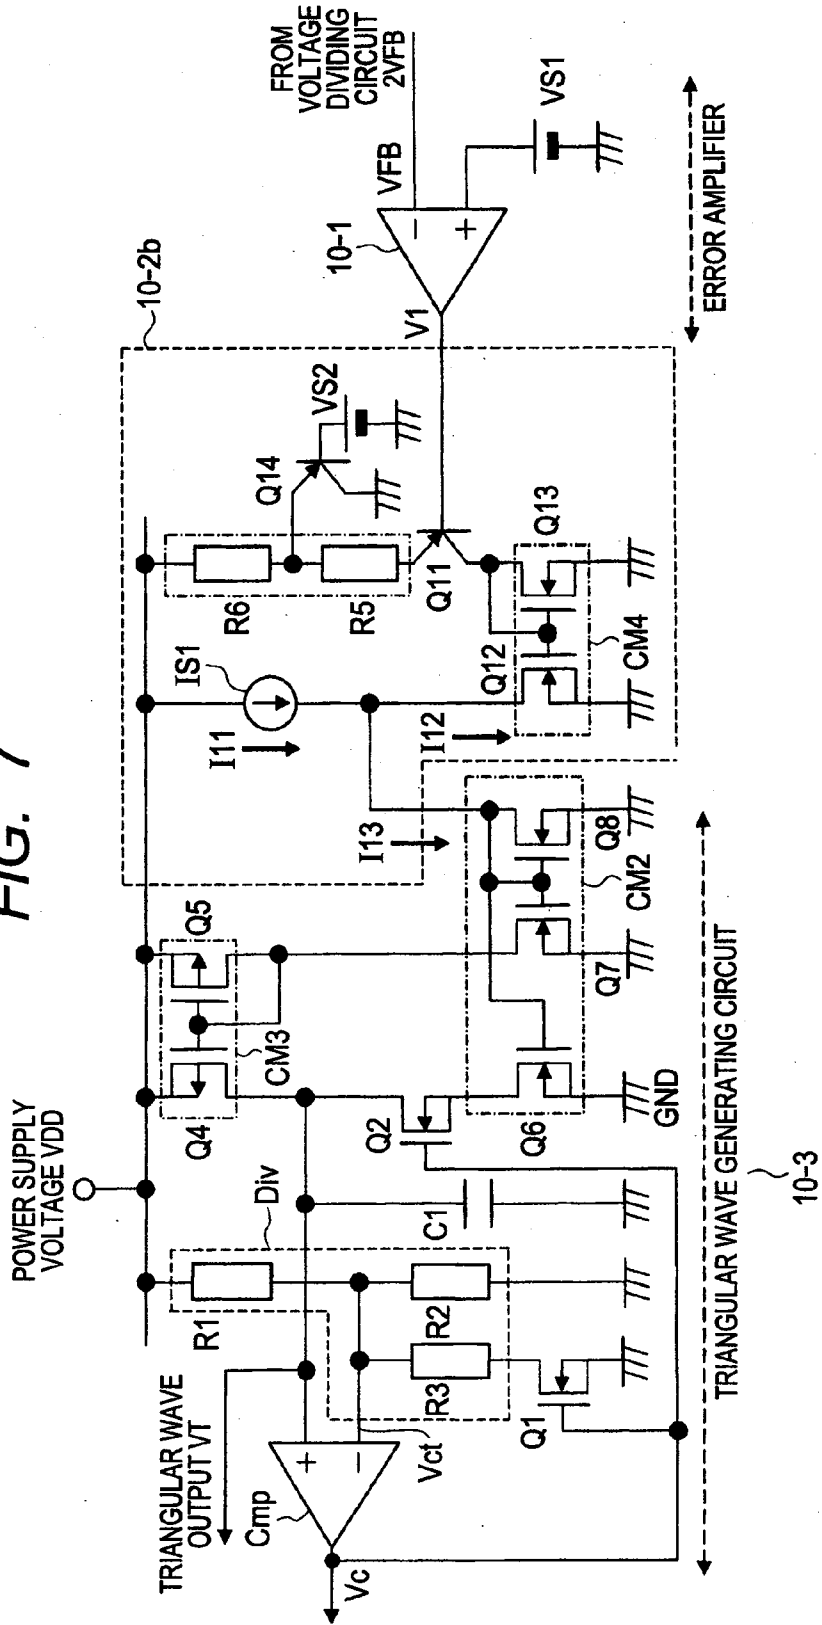 FIG. 7
POWER SUPPLY
VOLTAGE VDD
TRIANGULAR WAVE
OUTPUT VT
Cmp
+
−
Vc
Vct
R1
Div
R3
R2
Q1
C1
Q4
Q5
CM3
Q2
Q6
GND
Q7
Q8
CM2
I13
I11
IS1
I12
Q12
Q13
CM4
R6
R5
Q14
VS2
Q11
10-2b
V1
10-1
−
+
VFB
FROM
VOLTAGE
DIVIDING
CIRCUIT
2VFB
VS1
TRIANGULAR WAVE GENERATING CIRCUIT
10-3
ERROR AMPLIFIER